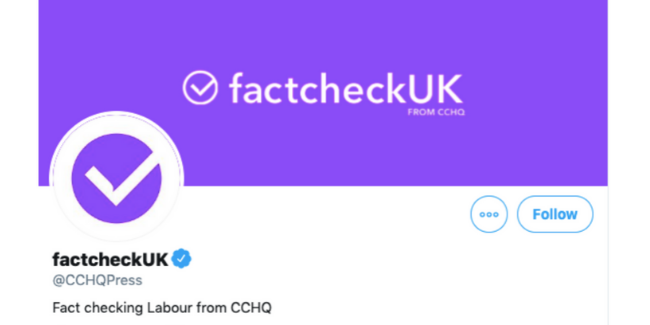 factcheckUK
FROM CCHQ
Follow
factcheckUK
@CCHQPress
Fact checking Labour from CCHQ